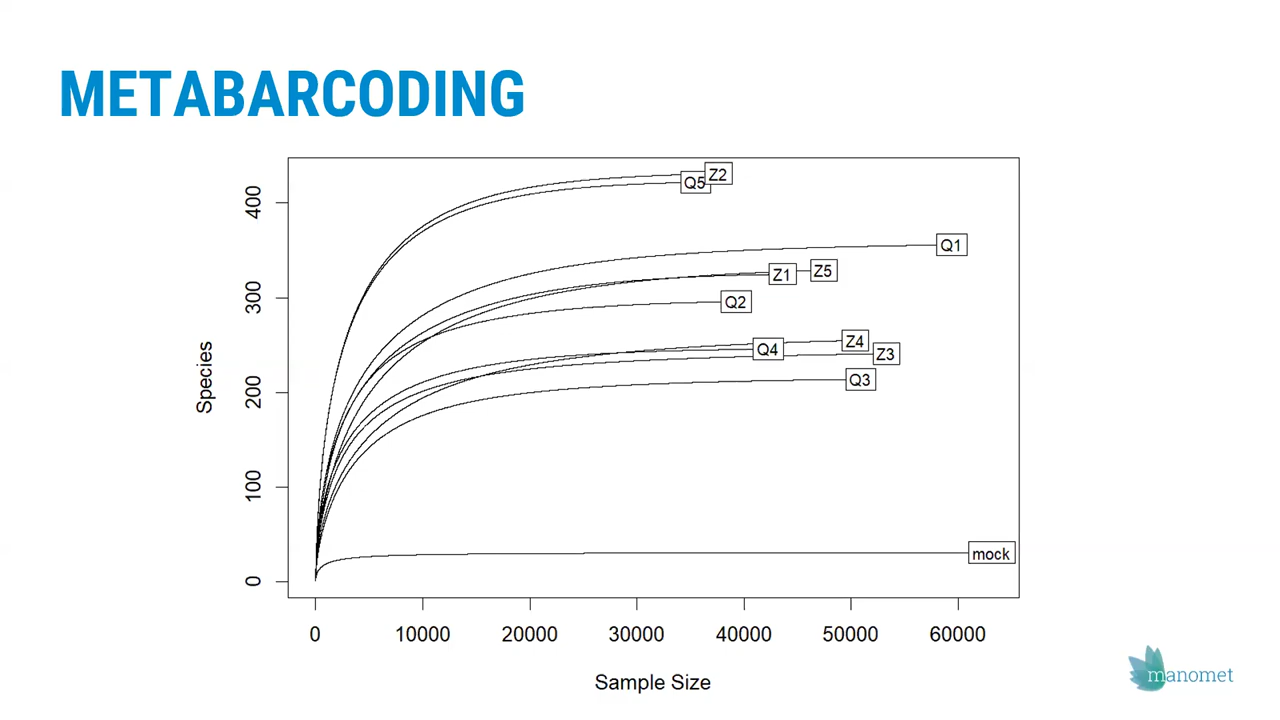 METABARCODING
Z2
Q5
Q1
Z5
Z1
Q2
Z4
Q4
Z3
Q3
mock
400
300
200
100
0
Species
0 10000 20000 30000 40000 50000 60000
Sample Size
manomet